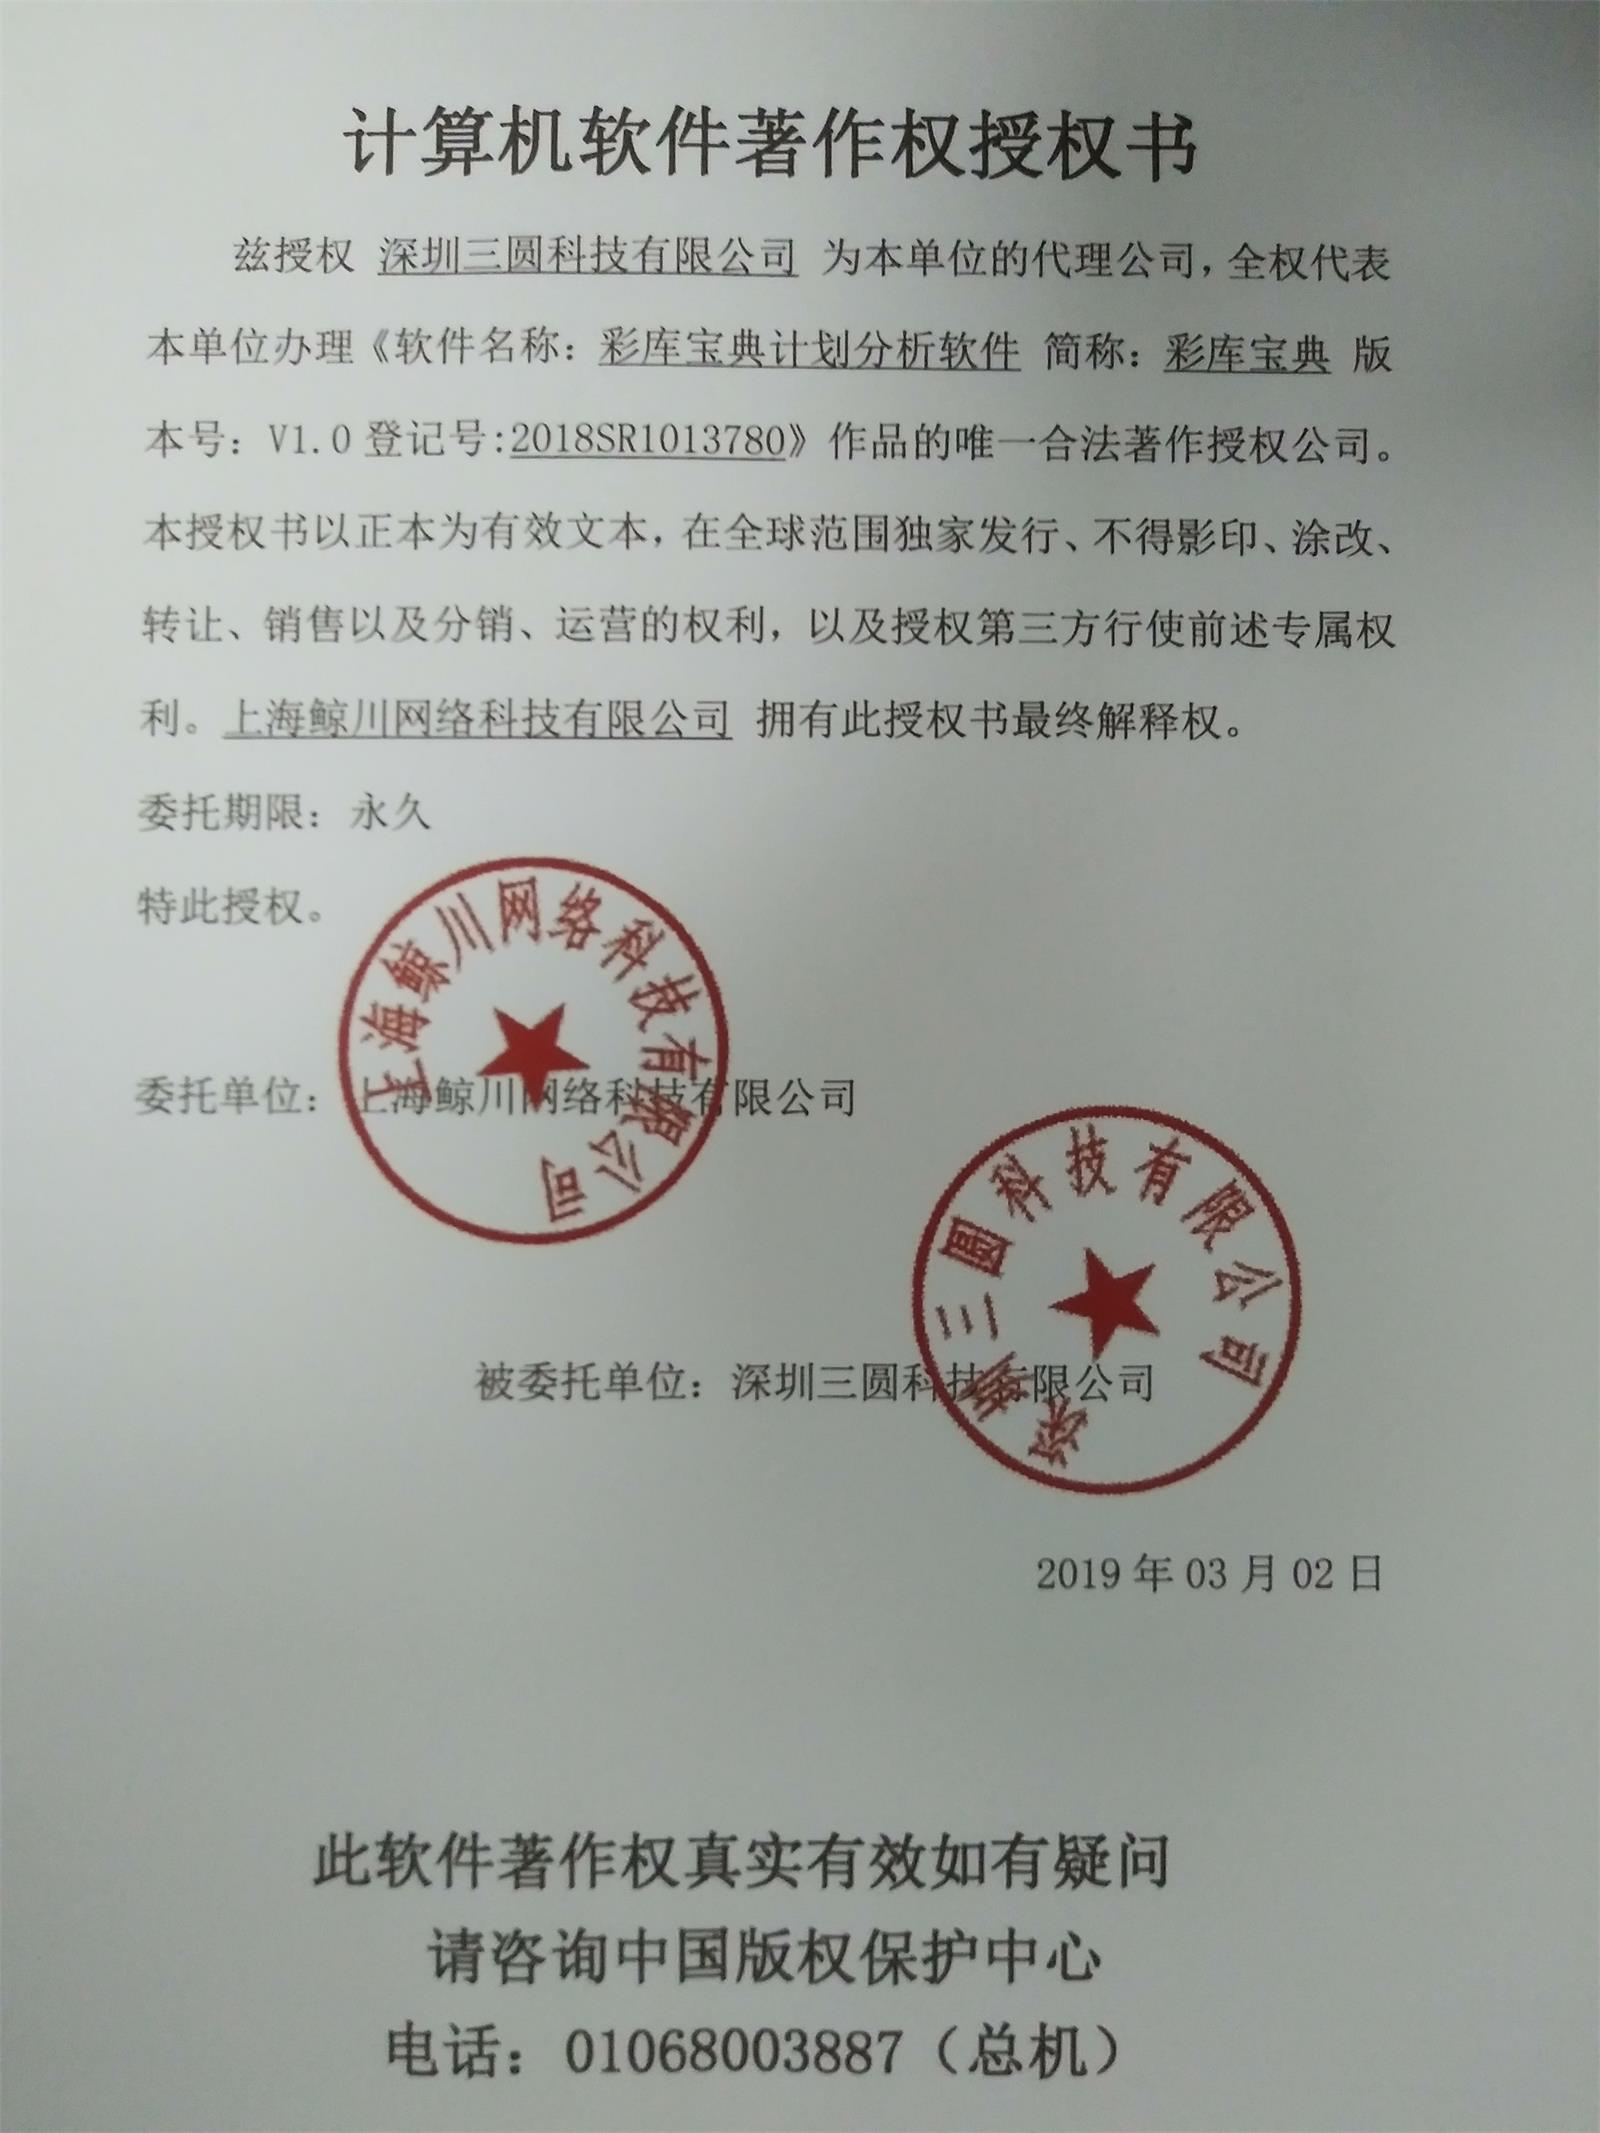 计算机软件著作权授权书
兹授权 深圳三圆科技有限公司 为本单位的代理公司，全权代表
本单位办理《软件名称：彩库宝典计划分析软件 简称：彩库宝典 版
本号：V1.0 登记号:2018SR1013780》作品的唯一合法著作授权公司。
本授权书以正本为有效文本，在全球范围独家发行、不得影印、涂改、
转让、销售以及分销、运营的权利，以及授权第三方行使前述专属权
利。上海鲸川网络科技有限公司 拥有此授权书最终解释权。
委托期限：永久
特此授权。
上海鲸川网络科技有限公司
委托单位：上海鲸川网络科技有限公司
深圳三圆科技有限公司
被委托单位：深圳三圆科技有限公司
2019 年 03 月 02 日
此软件著作权真实有效如有疑问
请咨询中国版权保护中心
电话：01068003887（总机）